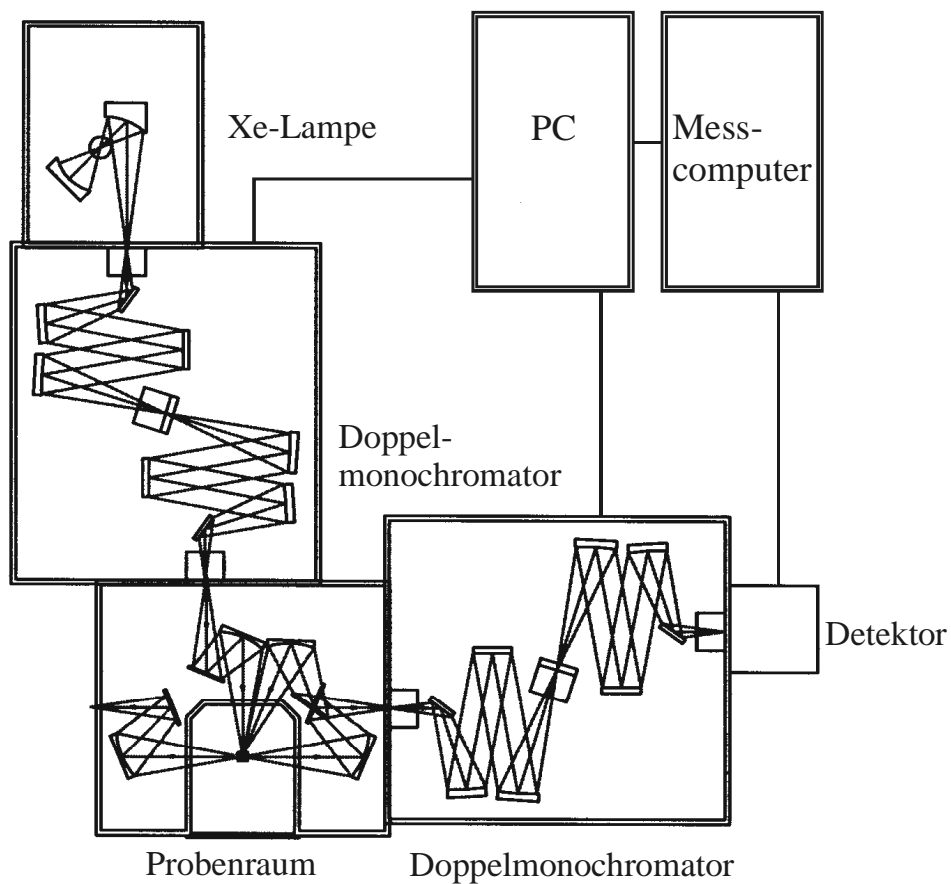 Xe-Lampe
PC
Mess-
computer
Doppel-
monochromator
Detektor
Probenraum
Doppelmonochromator